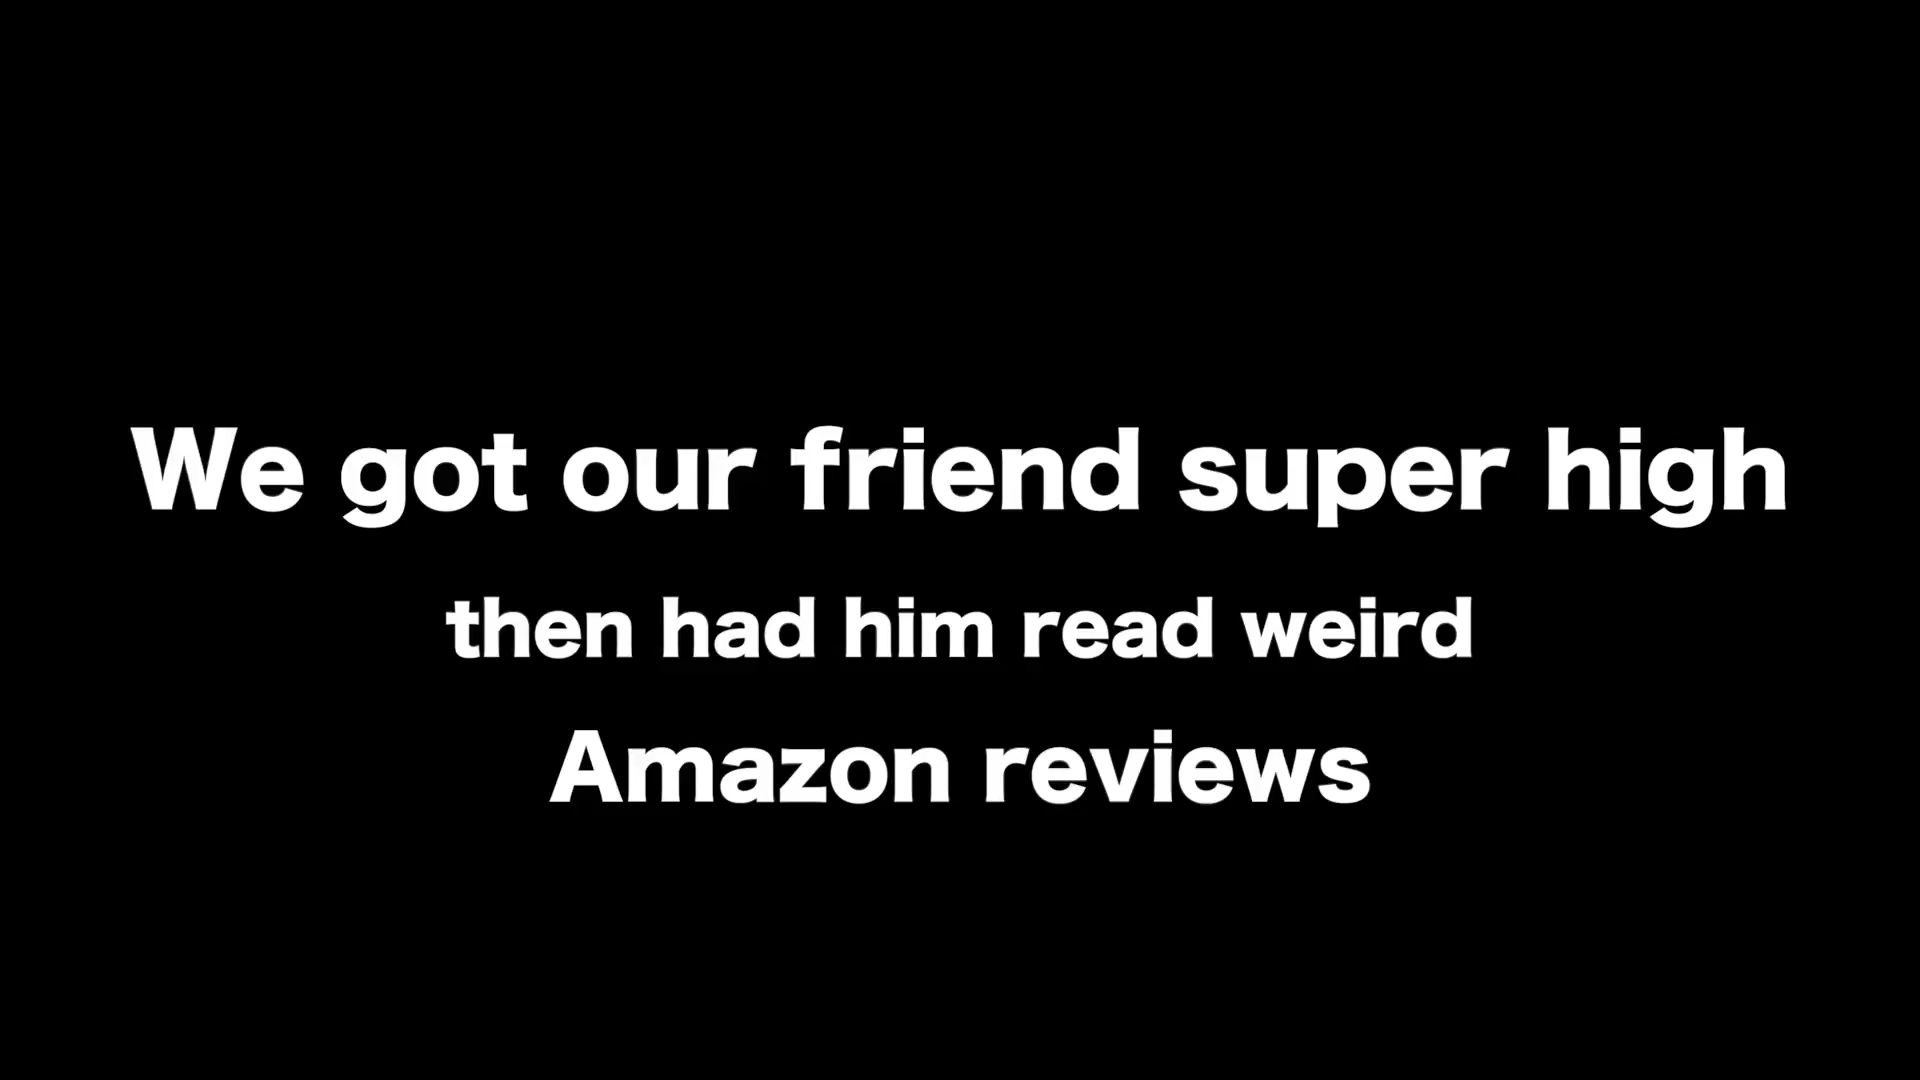 We got our friend super high
then had him read weird
Amazon reviews